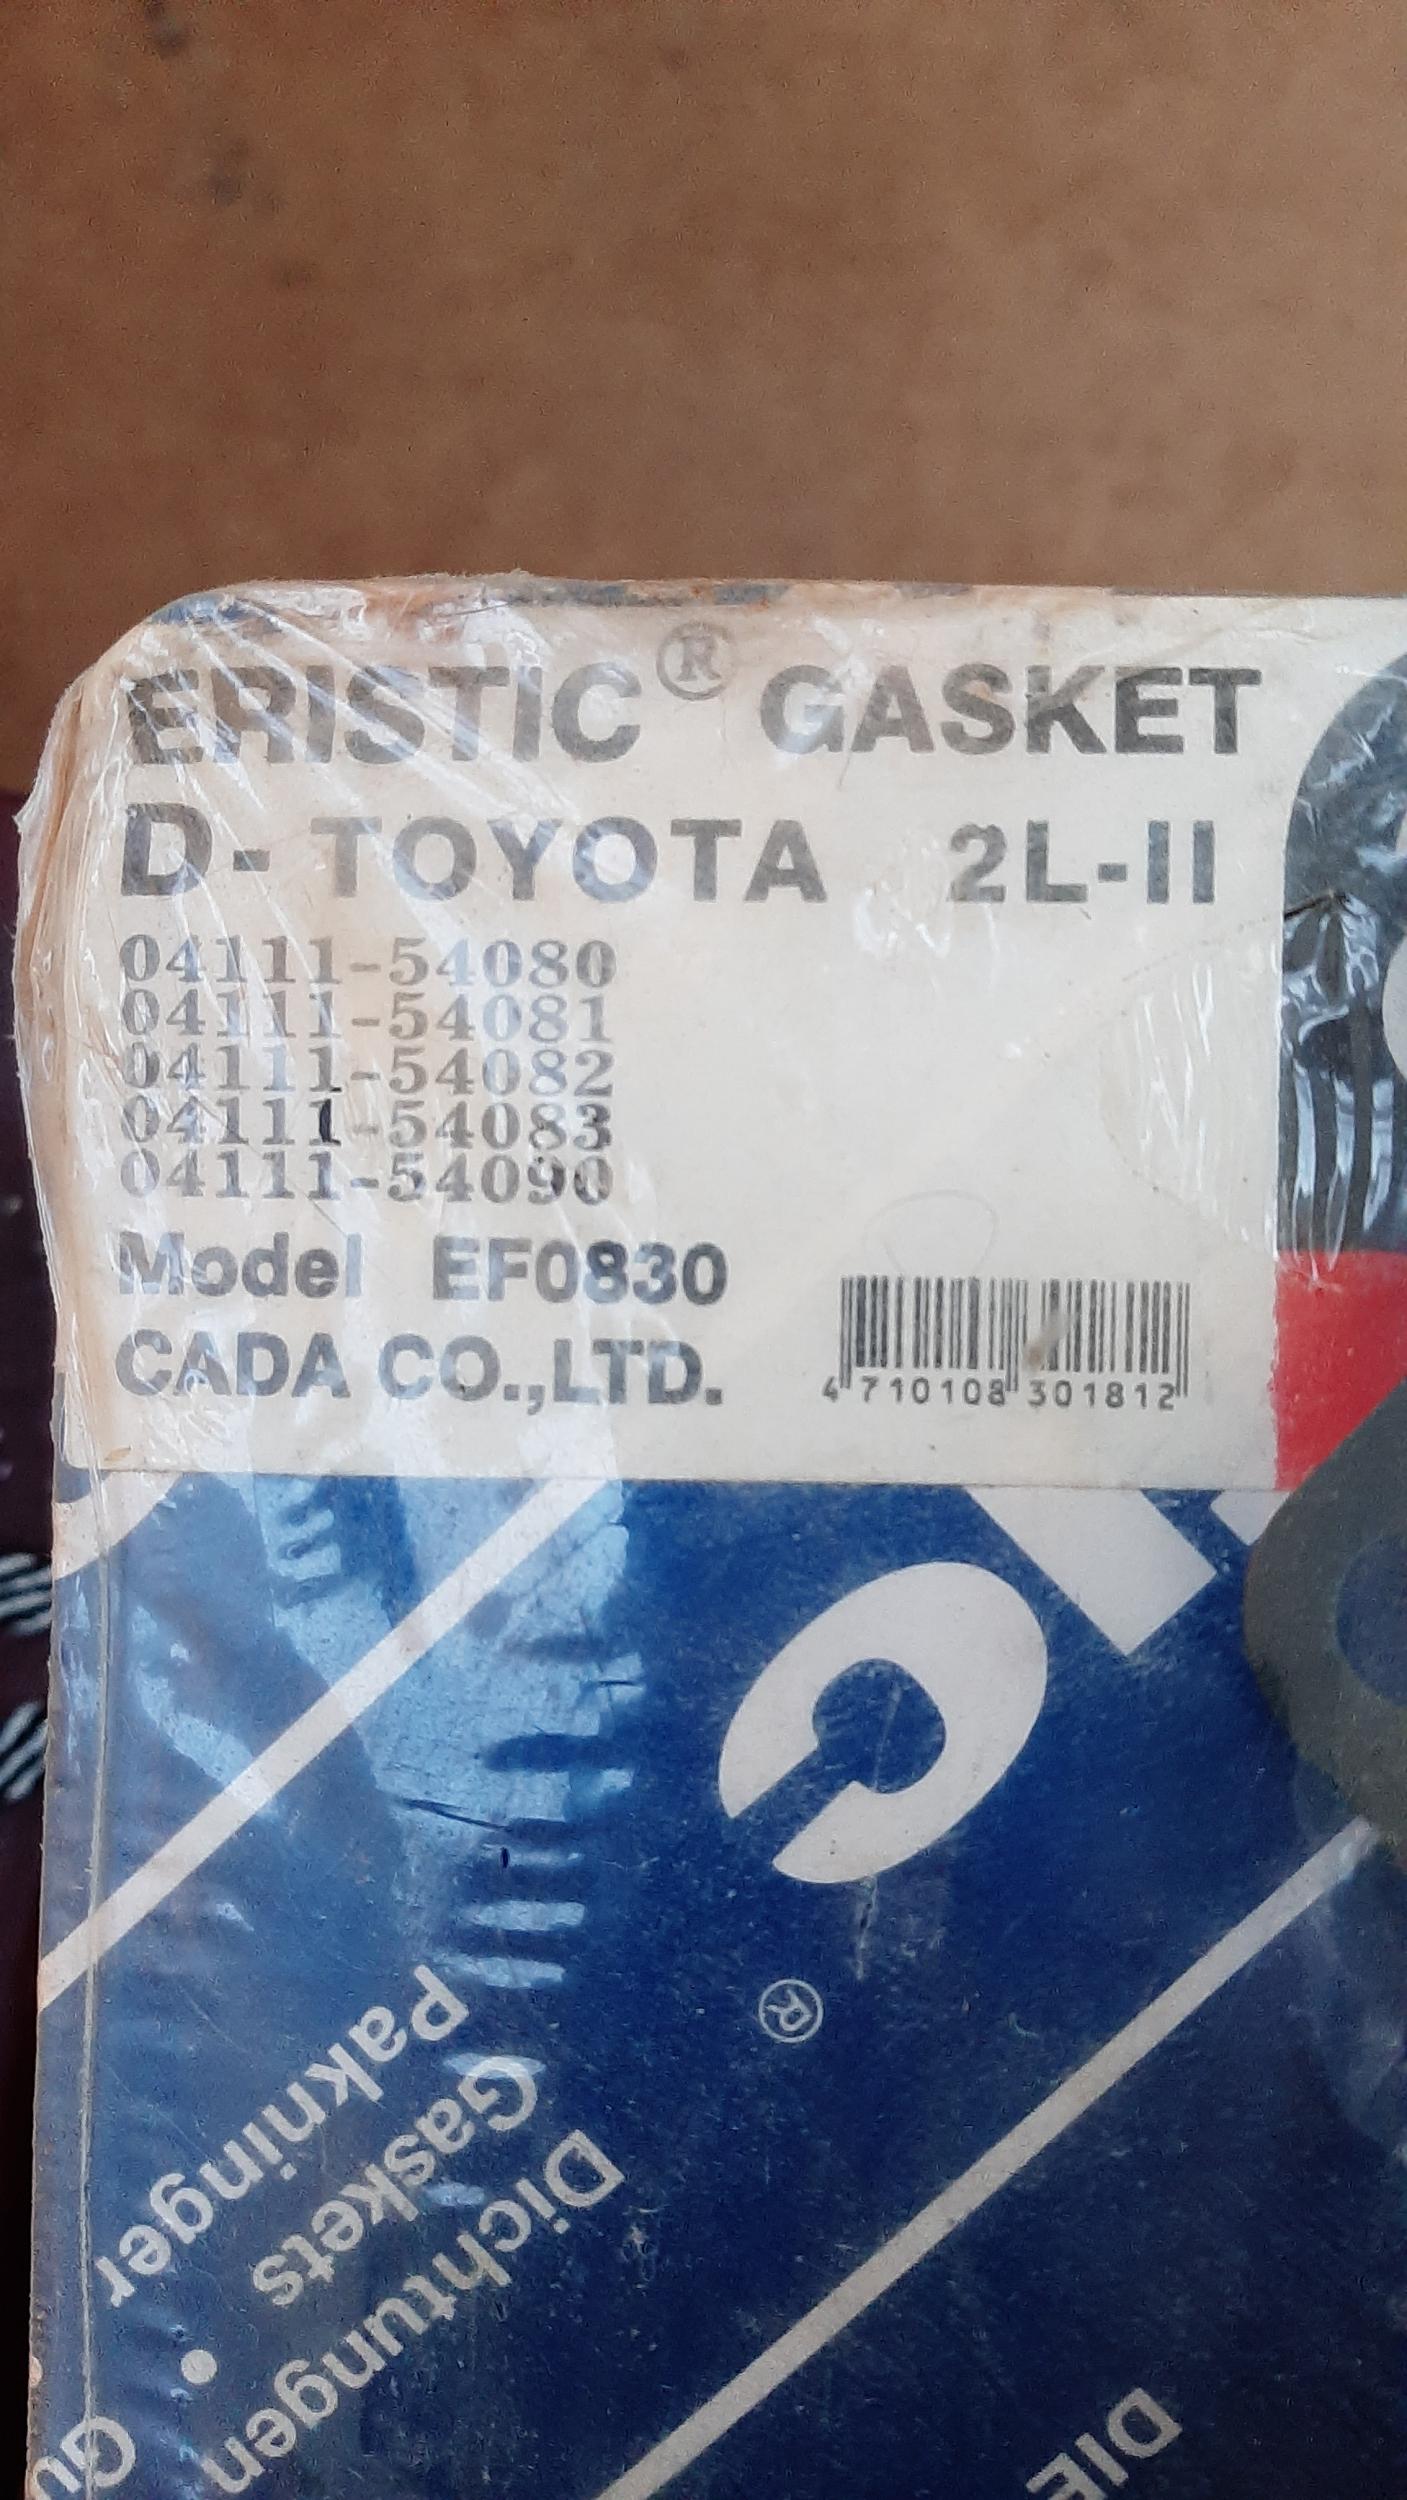 ERISTIC® GASKET
D-TOYOTA 2L-II
04111-54080
04111-54081
04111-54082
04111-54083
04111-54090
Model EF0830
CADA CO.,LTD.
4 710108 301812
®
Pakninger
Gaskets
Dichtungen
DIE